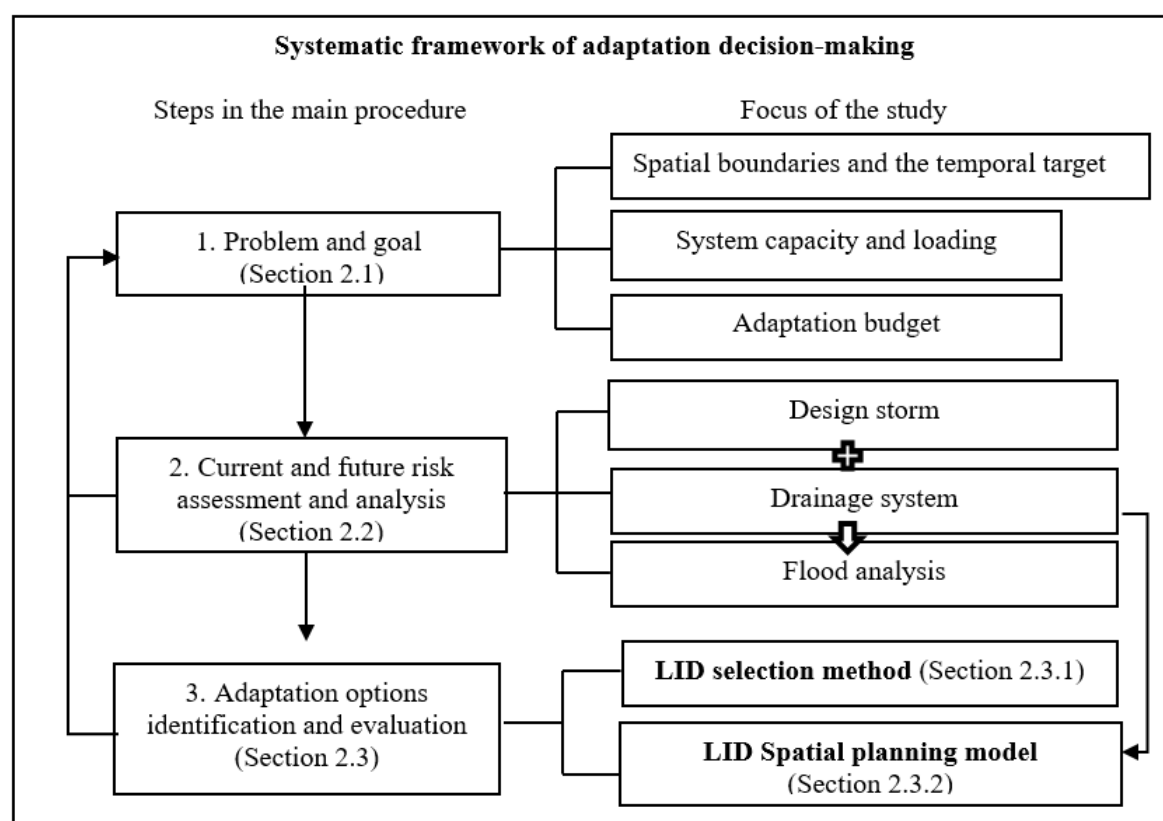 Systematic framework of adaptation decision-making
Steps in the main procedure
Focus of the study
Spatial boundaries and the temporal target
1. Problem and goal
(Section 2.1)
System capacity and loading
Adaptation budget
Design storm
2. Current and future risk
assessment and analysis
(Section 2.2)
Drainage system
Flood analysis
3. Adaptation options
identification and evaluation
(Section 2.3)
LID selection method (Section 2.3.1)
LID Spatial planning model
(Section 2.3.2)